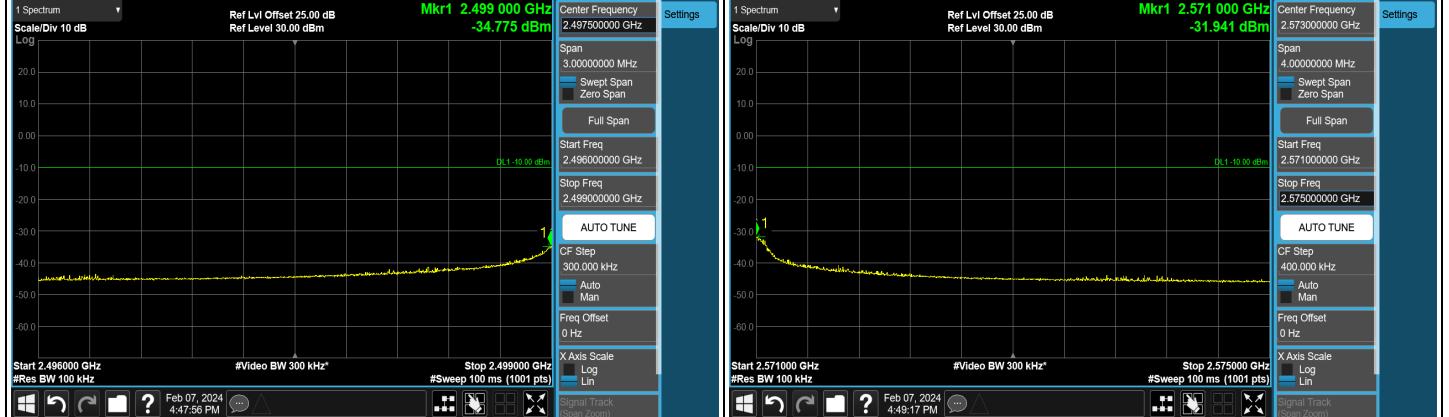 1 Spectrum
Scale/Div 10 dB
Log
Ref Lvl Offset 25.00 dB
Ref Level 30.00 dBm
Mkr1 2.499 000 GHz
-34.775 dBm
20.0
10.0
0.00
-10.0
-20.0
-30.0
-40.0
-50.0
-60.0
DL1 -10.00 dBm
1
Start 2.496000 GHz
#Res BW 100 kHz
#Video BW 300 kHz*
Stop 2.499000 GHz
#Sweep 100 ms (1001 pts)
Feb 07, 2024
4:47:56 PM
Center Frequency
2.497500000 GHz
Span
3.00000000 MHz
Swept Span
Zero Span
Full Span
Start Freq
2.496000000 GHz
Stop Freq
2.499000000 GHz
AUTO TUNE
CF Step
300.000 kHz
Auto
Man
Freq Offset
0 Hz
X Axis Scale
Log
Lin
Signal Track
(Span Zoom)
Settings
1 Spectrum
Scale/Div 10 dB
Log
Ref Lvl Offset 25.00 dB
Ref Level 30.00 dBm
Mkr1 2.571 000 GHz
-31.941 dBm
20.0
10.0
0.00
-10.0
-20.0
-30.0
-40.0
-50.0
-60.0
DL1 -10.00 dBm
1
Start 2.571000 GHz
#Res BW 100 kHz
#Video BW 300 kHz*
Stop 2.575000 GHz
#Sweep 100 ms (1001 pts)
Feb 07, 2024
4:49:17 PM
Center Frequency
2.573000000 GHz
Span
4.00000000 MHz
Swept Span
Zero Span
Full Span
Start Freq
2.571000000 GHz
Stop Freq
2.575000000 GHz
AUTO TUNE
CF Step
400.000 kHz
Auto
Man
Freq Offset
0 Hz
X Axis Scale
Log
Lin
Signal Track
(Span Zoom)
Settings